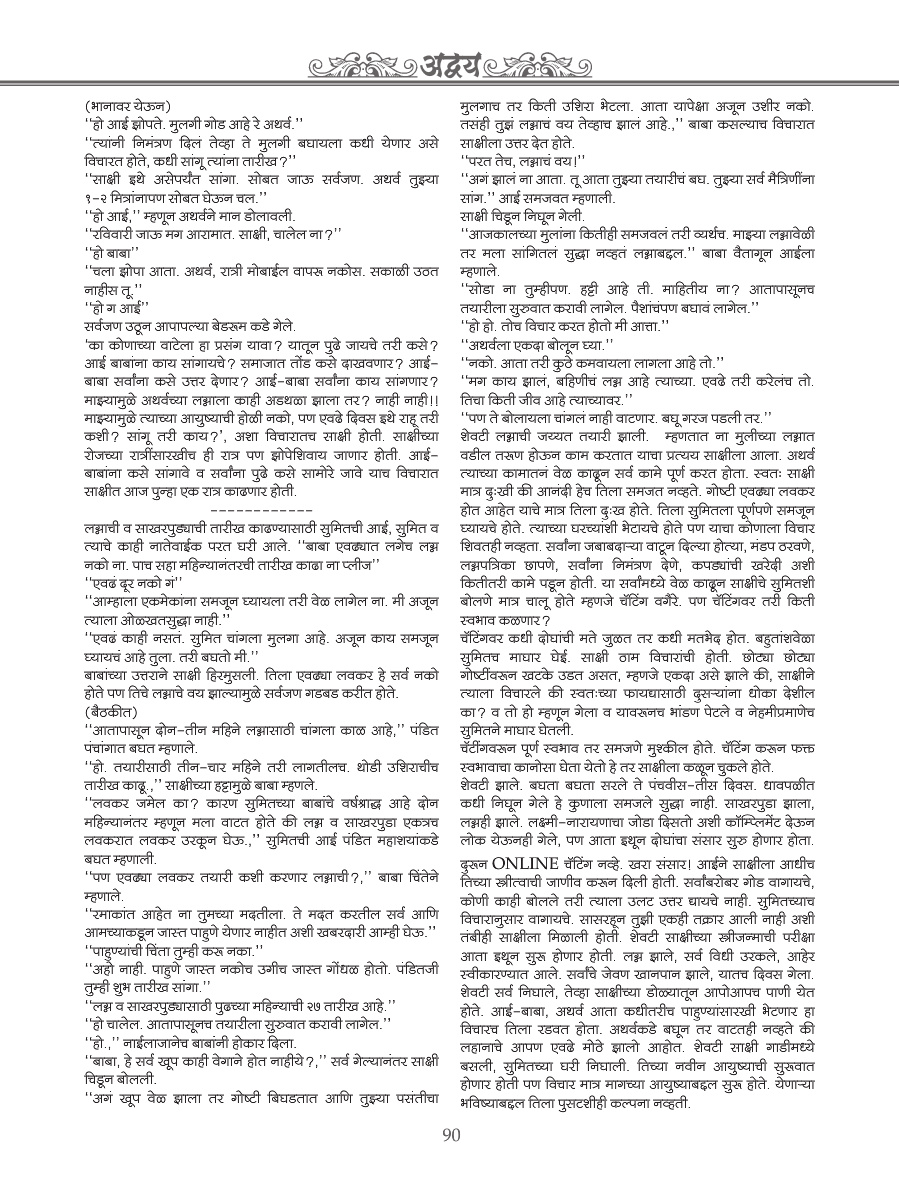 अद्वय
(भानावर येऊन)
‘‘हो आई झोपते. मुलगी गोड आहे रे अथर्व.’’
‘‘त्यांनी निमंत्रण दिलं तेव्हा ते मुलगी बघायला कधी येणार असे
विचारत होते, कधी सांगू त्यांना तारीख?’’
‘‘साक्षी इथे असेपर्यंत सांगा. सोबत जाऊ सर्वजण. अथर्व तुझ्या
१-२ मित्रांनापण सोबत घेऊन चल.’’
‘‘हो आई,’’ म्हणून अथर्वने मान डोलावली.
‘‘रविवारी जाऊ मग आरामात. साक्षी, चालेल ना?’’
‘‘हो बाबा’’
‘‘चला झोपा आता. अथर्व, रात्री मोबाईल वापरू नकोस. सकाळी उठत
नाहीस तू.’’
‘‘हो ग आई’’
सर्वजण उठून आपापल्या बेडरूम कडे गेले.
‘का कोणाच्या वाटेला हा प्रसंग यावा? यातून पुढे जायचे तरी कसे?
आई बाबांना काय सांगायचे? समाजात तोंड कसे दाखवणार? आई-
बाबा सर्वांना कसे उत्तर देणार? आई-बाबा सर्वांना काय सांगणार?
माझ्यामुळे अथर्वच्या लग्नाला काही अडथळा झाला तर? नाही नाही!!
माझ्यामुळे त्याच्या आयुष्याची होळी नको, पण एवढे दिवस इथे राहू तरी
कशी? सांगू तरी काय?’, अशा विचारातच साक्षी होती. साक्षीच्या
रोजच्या रात्रींसारखीच ही रात्र पण झोपेशिवाय जाणार होती. आई-
बाबांना कसे सांगावे व सर्वांना पुढे कसे सामोरे जावे याच विचारात
साक्षीत आज पुन्हा एक रात्र काढणार होती.
------------
लग्नाची व साखरपुड्याची तारीख काढण्यासाठी सुमितची आई, सुमित व
त्याचे काही नातेवाईक परत घरी आले. ‘‘बाबा एवढ्यात लगेच लग्न
नको ना. पाच सहा महिन्यानंतरची तारीख काढा ना प्लीज’’
‘‘एवढं दूर नको गं’’
‘‘आम्हाला एकमेकांना समजून घ्यायला तरी वेळ लागेल ना. मी अजून
त्याला ओळखतसुद्धा नाही.’’
‘‘एवढं काही नसतं. सुमित चांगला मुलगा आहे. अजून काय समजून
घ्यायचं आहे तुला. तरी बघतो मी.’’
बाबांच्या उत्तराने साक्षी हिरमुसली. तिला एवढ्या लवकर हे सर्व नको
होते पण तिचे लग्नाचे वय झाल्यामुळे सर्वजण गडबड करीत होते.
(बैठकीत)
‘‘आतापासून दोन-तीन महिने लग्नासाठी चांगला काळ आहे,’’ पंडित
पंचांगात बघत म्हणाले.
‘‘हो. तयारीसाठी तीन-चार महिने तरी लागतीलच. थोडी उशिराचीच
तारीख काढू.,’’ साक्षीच्या हट्टामुळे बाबा म्हणले.
‘‘लवकर जमेल का? कारण सुमितच्या बाबांचे वर्षश्राद्ध आहे दोन
महिन्यानंतर म्हणून मला वाटत होते की लग्न व साखरपुडा एकत्रच
लवकरात लवकर उरकून घेऊ.,’’ सुमितची आई पंडित महाशयांकडे
बघत म्हणाली.
‘‘पण एवढ्या लवकर तयारी कशी करणार लग्नाची?,’’ बाबा चिंतेने
म्हणाले.
‘‘रमाकांत आहेत ना तुमच्या मदतीला. ते मदत करतील सर्व आणि
आमच्याकडून जास्त पाहुणे येणार नाहीत अशी खबरदारी आम्ही घेऊ.’’
‘‘पाहुण्यांची चिंता तुम्ही करू नका.’’
‘‘अहो नाही. पाहुणे जास्त नकोच उगीच जास्त गोंधळ होतो. पंडितजी
तुम्ही शुभ तारीख सांगा.’’
‘‘लग्न व साखरपुड्यासाठी पुढच्या महिन्याची २७ तारीख आहे.’’
‘‘हो चालेल. आतापासूनच तयारीला सुरुवात करावी लागेल.’’
‘‘हो.,’’ नाईलाजानेच बाबांनी होकार दिला.
‘‘बाबा, हे सर्व खूप काही वेगाने होत नाहीये?,’’ सर्व गेल्यानंतर साक्षी
चिडून बोलली.
‘‘अगं खूप वेळ झाला तर गोष्टी बिघडतात आणि तुझ्या पसंतीचा
मुलगाच तर किती उशिरा भेटला. आता यापेक्षा अजून उशीर नको.
तसंही तुझं लग्नाचं वय तेव्हाच झालं आहे.,’’ बाबा कसल्याच विचारात
साक्षीला उत्तर देत होते.
‘‘परत तेच, लग्नाचं वय!’’
‘‘अगं झालं ना आता. तू आता तुझ्या तयारीचं बघ. तुझ्या सर्व मैत्रिणींना
सांग.’’ आई समजवत म्हणाली.
साक्षी चिडून निघून गेली.
‘‘आजकालच्या मुलांना कितीही समजवलं तरी व्यर्थच. माझ्या लग्नावेळी
तर मला सांगितलं सुद्धा नव्हतं लग्नाबद्दल.’’ बाबा वैतागून आईला
म्हणाले.
‘‘सोडा ना तुम्हीपण. हट्टी आहे ती. माहितीय ना? आतापासूनच
तयारीला सुरुवात करावी लागेल. पैशांचंपण बघावं लागेल.’’
‘‘हो हो. तोच विचार करत होतो मी आत्ता.’’
‘‘अथर्वला एकदा बोलून घ्या.’’
‘‘नको. आता तरी कुठे कमवायला लागला आहे तो.’’
‘‘मग काय झालं, बहिणीचं लग्न आहे त्याच्या. एवढे तरी करेलंच तो.
तिचा किती जीव आहे त्याच्यावर.’’
‘‘पण ते बोलायला चांगलं नाही वाटणार. बघू गरज पडली तर.’’
शेवटी लग्नाची जय्यत तयारी झाली. म्हणतात ना मुलीच्या लग्नात
वडील तरूण होऊन काम करतात याचा प्रत्यय साक्षीला आला. अथर्व
त्याच्या कामातनं वेळ काढून सर्व कामे पूर्ण करत होता. स्वतः साक्षी
मात्र दुःखी की आनंदी हेच तिला समजत नव्हते. गोष्टी एवढ्या लवकर
होत आहेत याचे मात्र तिला दुःख होते. तिला सुमितला पूर्णपणे समजून
घ्यायचे होते. त्याच्या घरच्यांशी भेटायचे होते पण याचा कोणाला विचार
शिवतही नव्हता. सर्वांना जबाबदाऱ्या वाटून दिल्या होत्या, मंडप ठरवणे,
लग्नपत्रिका छापणे, सर्वांना निमंत्रण देणे, कपड्यांची खरेदी अशी
कितीतरी कामे पडून होती. या सर्वांमध्ये वेळ काढून साक्षीचे सुमितशी
बोलणे मात्र चालू होते म्हणजे चॅटिंग वगैरे. पण चॅटिंगवर तरी किती
स्वभाव कळणार?
चॅटिंगवर कधी दोघांची मते जुळत तर कधी मतभेद होत. बहुतांशवेळा
सुमितच माघार घेई. साक्षी ठाम विचारांची होती. छोट्या छोट्या
गोष्टींवरून खटके उडत असत, म्हणजे एकदा असे झाले की, साक्षीने
त्याला विचारले की स्वतःच्या फायद्यासाठी दुसऱ्यांना धोका देशील
का? व तो हो म्हणून गेला व यावरूनच भांडण पेटले व नेहमीप्रमाणेच
सुमितने माघार घेतली.
चॅटींगवरून पूर्ण स्वभाव तर समजणे मुश्कील होते. चॅटिंग करून फक्त
स्वभावाचा कानोसा घेता येतो हे तर साक्षीला कळून चुकले होते.
शेवटी झाले. बघता बघता सरले ते पंचवीस-तीस दिवस. धावपळीत
कधी निघून गेले हे कुणाला समजले सुद्धा नाही. साखरपुडा झाला,
लग्नही झाले. लक्ष्मी-नारायणाचा जोडा दिसतो अशी कॉम्प्लिमेंट देऊन
लोक येऊनही गेले, पण आता इथून दोघांचा संसार सुरु होणार होता.
दुरून ONLINE चॅटिंग नव्हे. खरा संसार! आईने साक्षीला आधीच
तिच्या स्त्रीत्वाची जाणीव करून दिली होती. सर्वांबरोबर गोड वागायचे,
कोणी काही बोलले तरी त्याला उलट उत्तर द्यायचे नाही. सुमितच्याच
विचारानुसार वागायचे. सासरहून तुझी एकही तक्रार आली नाही अशी
तंबीही साक्षीला मिळाली होती. शेवटी साक्षीच्या स्त्रीजन्माची परीक्षा
आता इथून सुरू होणार होती. लग्न झाले, सर्व विधी उरकले, आहेर
स्वीकारण्यात आले. सर्वांचे जेवण खानपान झाले, यातच दिवस गेला.
शेवटी सर्व निघाले, तेव्हा साक्षीच्या डोळ्यातून आपोआपच पाणी येत
होते. आई-बाबा, अथर्व आता कधीतरीच पाहुण्यांसारखी भेटणार हा
विचारच तिला रडवत होता. अथर्वकडे बघून तर वाटतही नव्हते की
लहानाचे आपण एवढे मोठे झालो आहोत. शेवटी साक्षी गाडीमध्ये
बसली, सुमितच्या घरी निघाली. तिच्या नवीन आयुष्याची सुरूवात
होणार होती पण विचार मात्र मागच्या आयुष्याबद्दल सुरू होते. येणाऱ्या
भविष्याबद्दल तिला पुसटशीही कल्पना नव्हती.
90